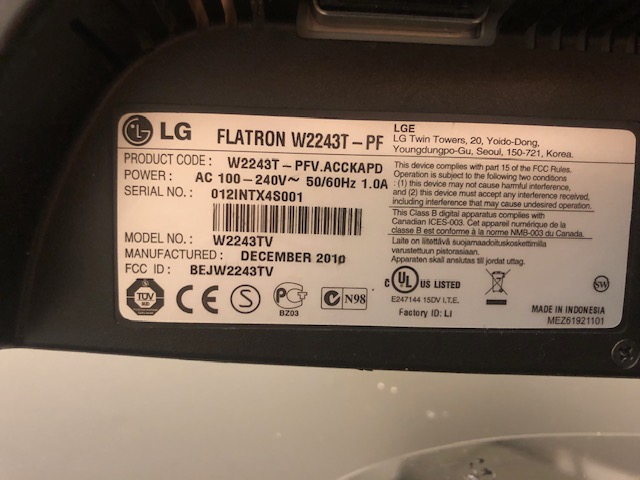 LG FLATRON W2243T-PF
PRODUCT CODE : W2243T-PFV.ACCKAPD
POWER : AC 100-240V~ 50/60Hz 1.0A
SERIAL NO. : 012INTX4S001
MODEL NO. : W2243TV
MANUFACTURED : DECEMBER 2010
FCC ID : BEJW2243TV
TÜV
CE
S
PG
BZ03
N98
LGE
LG Twin Towers, 20, Yoido-Dong,
Youngdungpo-Gu, Seoul, 150-721, Korea.
This device complies with part 15 of the FCC Rules.
Operation is subject to the following two conditions
: (1) this device may not cause harmful interference,
and (2) this device must accept any interference received,
including interference that may cause undesired operation.
This Class B digital apparatus complies with
Canadian ICES-003. Cet appareil numérique de la
classe B est conforme à la norme NMB-003 du Canada.
Laite on liitettävä suojamaadoituskoskettimilla
varustettuun pistorasiaan.
Apparaten skall anslutas till jordat uttag.
C UL US LISTED
E247144 15DV I.T.E.
Factory ID: LI
SW
MADE IN INDONESIA
MEZ61921101